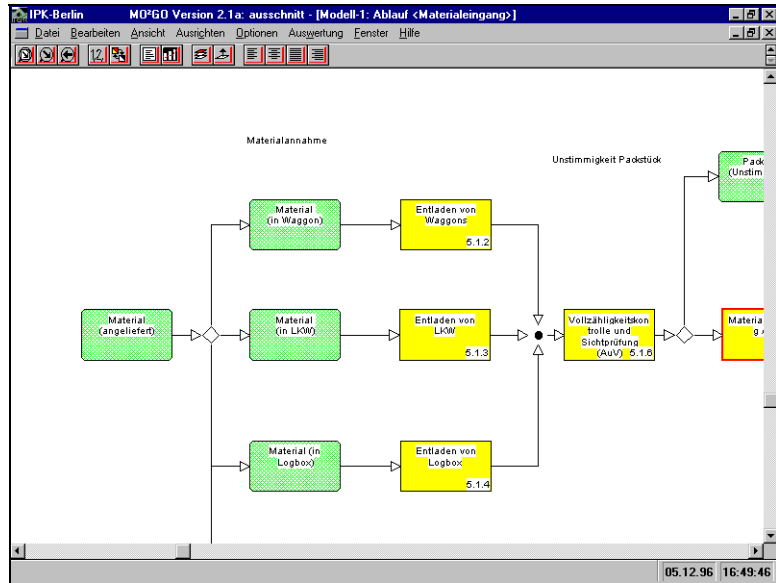 IPK-Berlin MO²GO Version 2.1a: ausschnitt - [Modell-1: Ablauf <Materialeingang>]
Datei Bearbeiten Ansicht Ausrichten Optionen Auswertung Fenster Hilfe
Materialannahme
Unstimmigkeit Packstück
Pack
(Unstim
Material
(in Waggon)
Entladen von
Waggons
5.1.2
Material
(angeliefert)
Material
(in LKW)
Entladen von
LKW
5.1.3
Vollzähligkeitskon
trolle und
Sichtprüfung
(AuV) 5.1.6
Materia
g
Material (in
Logbox)
Entladen von
Logbox
5.1.4
05.12.96 16:49:46